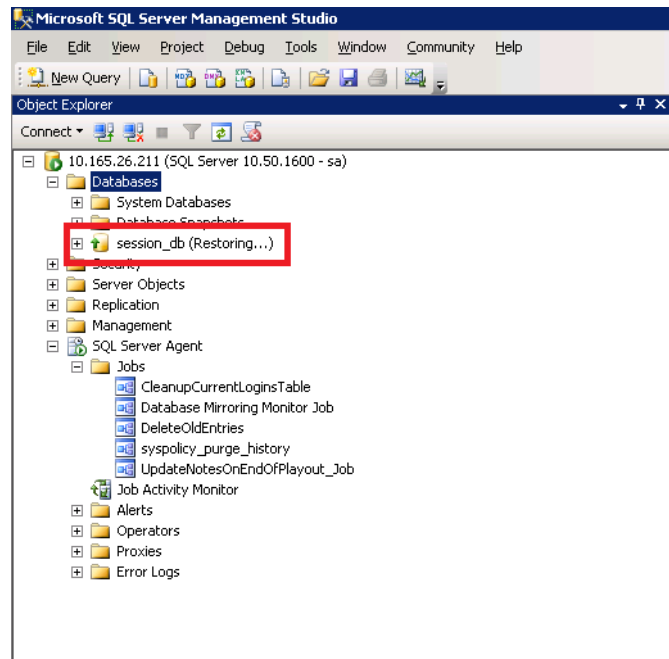 Microsoft SQL Server Management Studio
File Edit View Project Debug Tools Window Community Help
New Query
Object Explorer
Connect
10.165.26.211 (SQL Server 10.50.1600 - sa)
Databases
System Databases
Database Snapshots
session_db (Restoring...)
Security
Server Objects
Replication
Management
SQL Server Agent
Jobs
CleanupCurrentLoginsTable
Database Mirroring Monitor Job
DeleteOldEntries
syspolicy_purge_history
UpdateNotesOnEndOfPlayout_Job
Job Activity Monitor
Alerts
Operators
Proxies
Error Logs